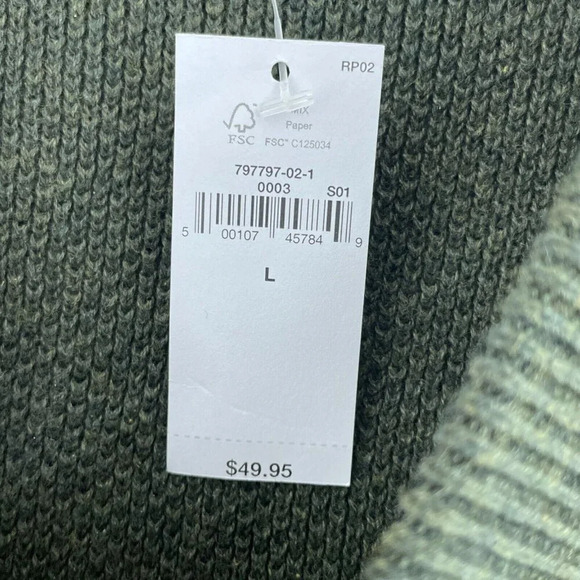 RP02
MIX
Paper
FSC FSC® C125034
797797-02-1
0003 S01
5 00107 45784 9
L
$49.95